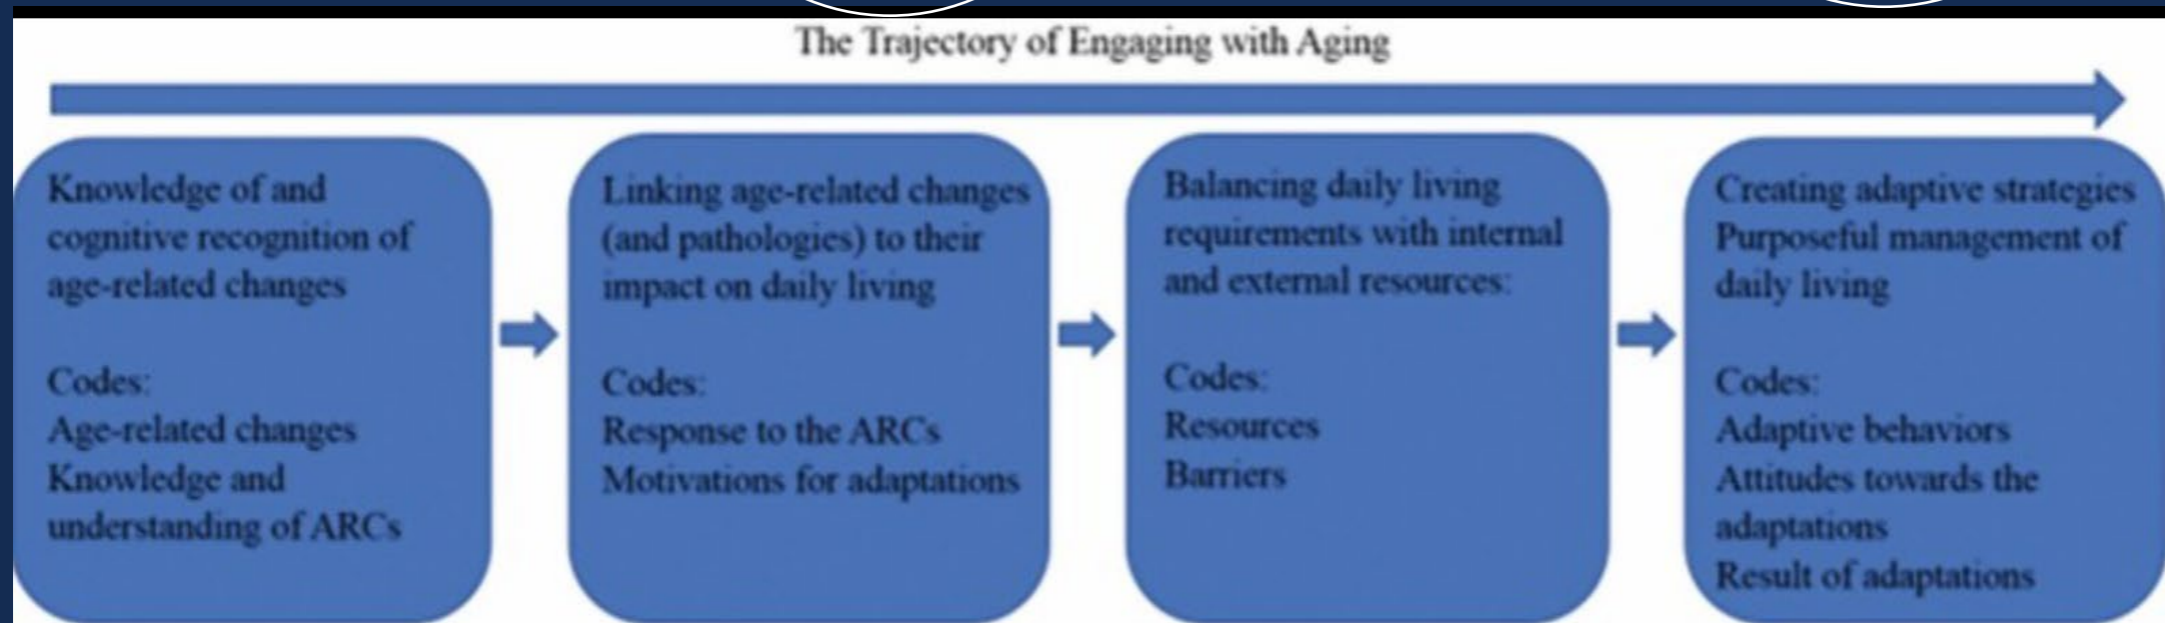 The Trajectory of Engaging with Aging
Knowledge of and
cognitive recognition of
age-related changes
Codes:
Age-related changes
Knowledge and
understanding of ARCs
Linking age-related changes
(and pathologies) to their
impact on daily living
Codes:
Response to the ARCs
Motivations for adaptations
Balancing daily living
requirements with internal
and external resources:
Codes:
Resources
Barriers
Creating adaptive strategies
Purposeful management of
daily living
Codes:
Adaptive behaviors
Attitudes towards the
adaptations
Result of adaptations